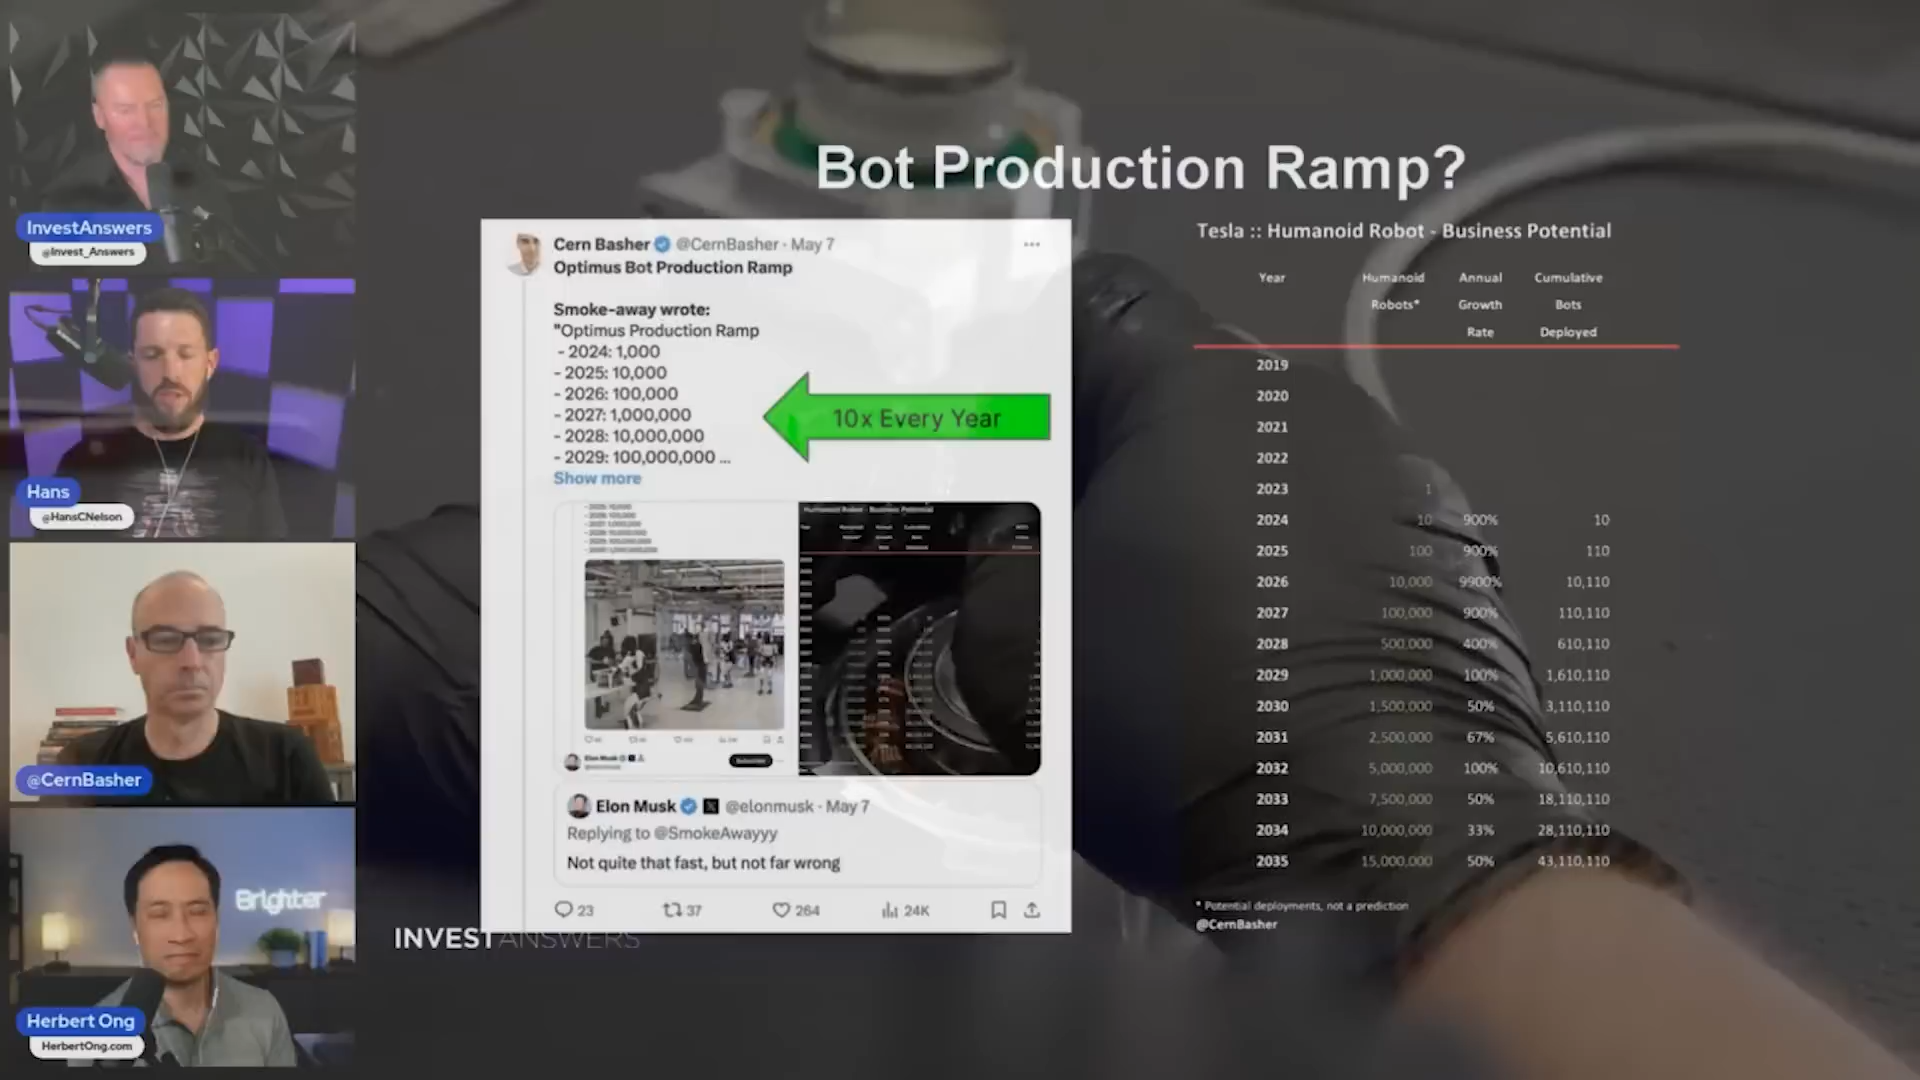 InvestAnswers
@Invest_Answers
Hans
@HansCNelson
@CernBasher
Brighter
Herbert Ong
HerbertOng.com
Bot Production Ramp?
Cern Basher @CernBasher · May 7
Optimus Bot Production Ramp
Smoke-away wrote:
"Optimus Production Ramp
- 2024: 1,000
- 2025: 10,000
- 2026: 100,000
- 2027: 1,000,000
- 2028: 10,000,000
- 2029: 100,000,000 ...
Show more
10x Every Year
Elon Musk @elonmusk · May 7
Replying to @SmokeAwayyy
Not quite that fast, but not far wrong
23 37 264 24K
INVESTANSWERS
Tesla :: Humanoid Robot - Business Potential
Year Humanoid Annual Cumulative
Robots* Growth Bots
Rate Deployed
2019
2020
2021
2022
2023 1
2024 10 900% 10
2025 100 900% 110
2026 10,000 9900% 10,110
2027 100,000 900% 110,110
2028 500,000 400% 610,110
2029 1,000,000 100% 1,610,110
2030 1,500,000 50% 3,110,110
2031 2,500,000 67% 5,610,110
2032 5,000,000 100% 10,610,110
2033 7,500,000 50% 18,110,110
2034 10,000,000 33% 28,110,110
2035 15,000,000 50% 43,110,110
* Potential deployments, not a prediction
@CernBasher